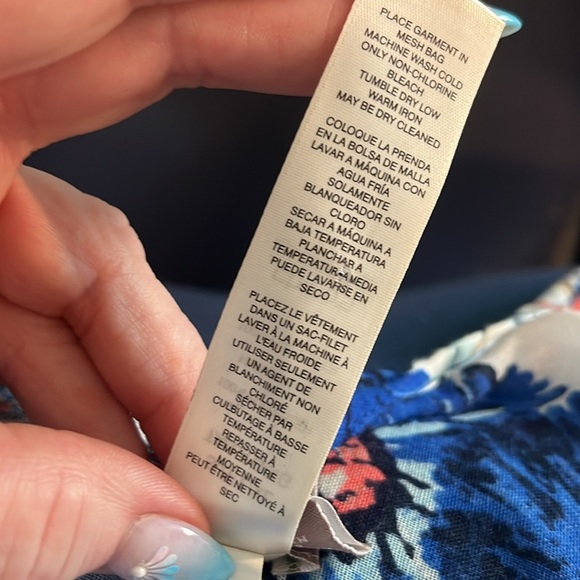 PLACE GARMENT IN
MESH BAG
MACHINE WASH COLD
ONLY NON-CHLORINE
BLEACH
TUMBLE DRY LOW
WARM IRON
MAY BE DRY CLEANED
COLOQUE LA PRENDA
EN LA BOLSA DE MALLA
LAVAR A MÁQUINA CON
AGUA FRÍA
SOLAMENTE
BLANQUEADOR SIN
CLORO
SECAR A MÁQUINA A
BAJA TEMPERATURA
PLANCHAR A
TEMPERATURA MEDIA
PUEDE LAVARSE EN
SECO
PLACEZ LE VÊTEMENT
DANS UN SAC-FILET
LAVER À LA MACHINE À
L'EAU FROIDE
UTILISER SEULEMENT
UN AGENT DE
BLANCHIMENT NON
CHLORÉ
SÉCHER PAR
CULBUTAGE À BASSE
TEMPÉRATURE
REPASSER À
TEMPÉRATURE
MOYENNE
PEUT ÊTRE NETTOYÉ À
SEC